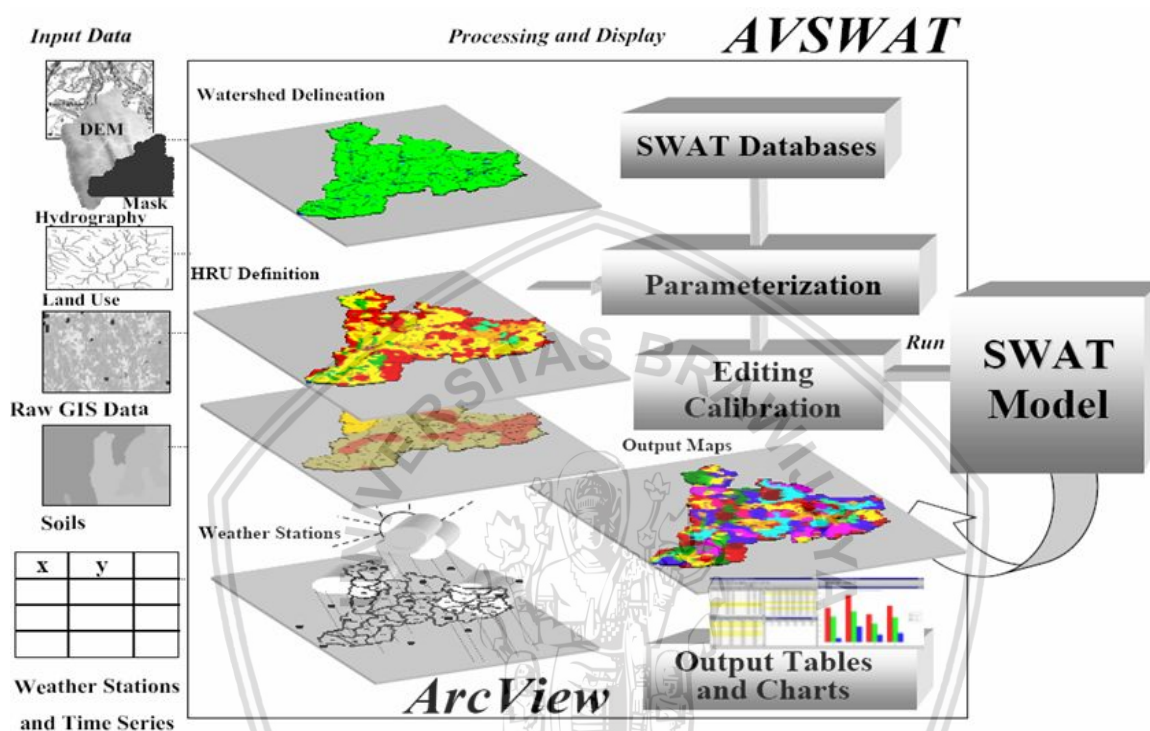 Input Data
Processing and Display
AVSWAT
DEM
Mask
Hydrography
Land Use
Raw GIS Data
Soils
x y
Weather Stations
and Time Series
Watershed Delineation
HRU Definition
Weather Stations
ArcView
SWAT Databases
Parameterization
Editing
Calibration
Run
SWAT
Model
Output Maps
Output Tables
and Charts
VERSITAS BRAWIJAYA